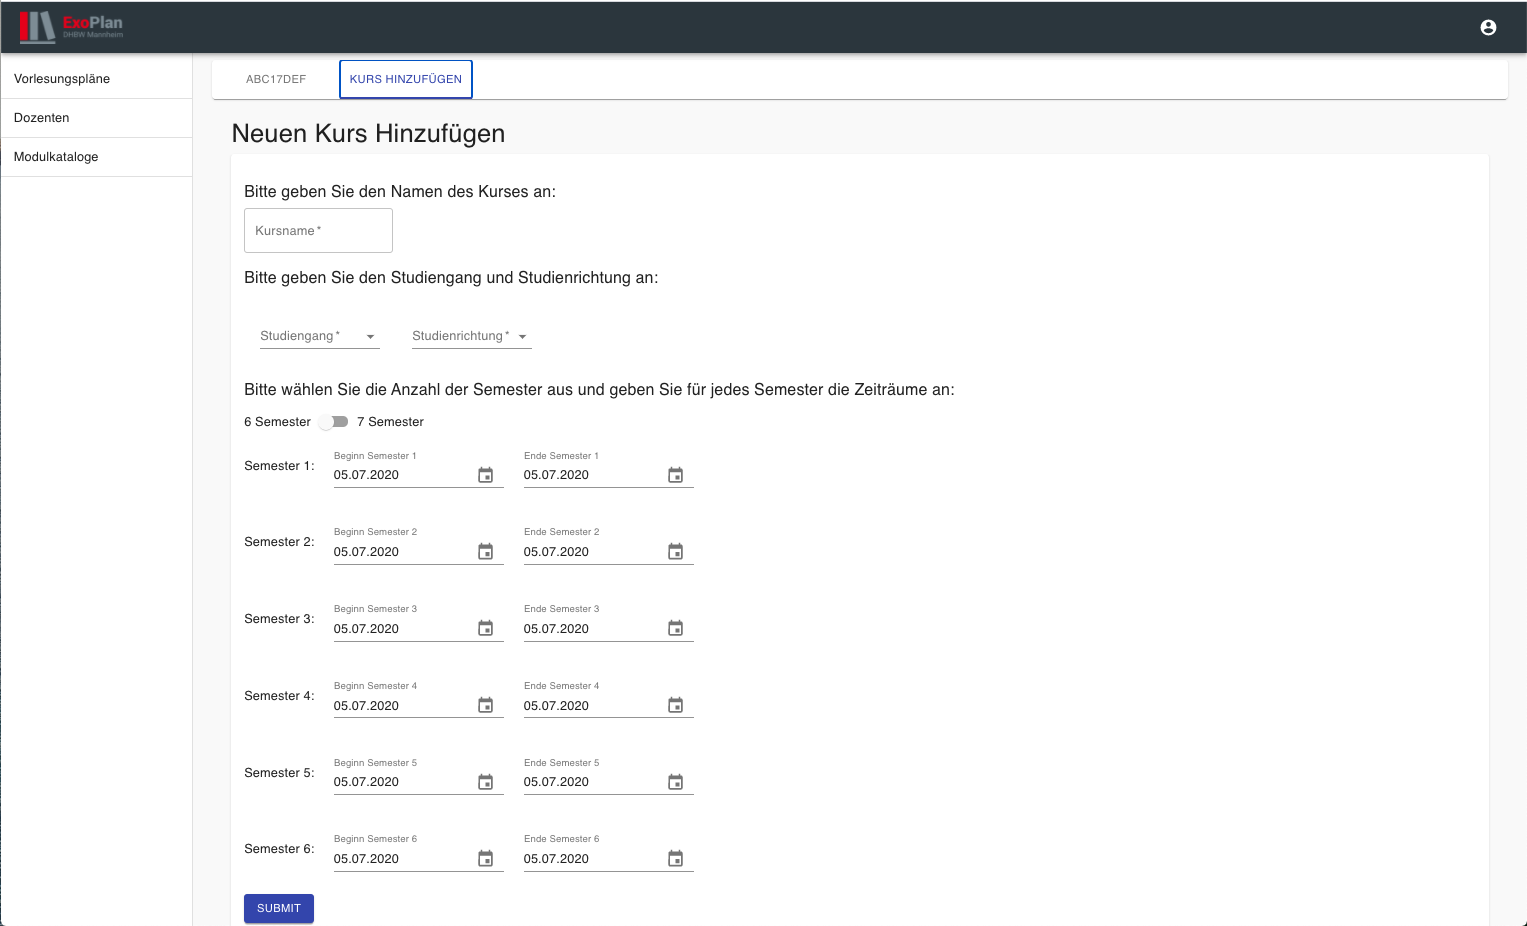 ExoPlan
DHBW Mannheim
Vorlesungspläne
Dozenten
Modulkataloge
ABC17DEF KURS HINZUFÜGEN
Neuen Kurs Hinzufügen
Bitte geben Sie den Namen des Kurses an:
Kursname *
Bitte geben Sie den Studiengang und Studienrichtung an:
Studiengang * Studienrichtung *
Bitte wählen Sie die Anzahl der Semester aus und geben Sie für jedes Semester die Zeiträume an:
6 Semester 7 Semester
Beginn Semester 1 Ende Semester 1
Semester 1: 05.07.2020 05.07.2020
Beginn Semester 2 Ende Semester 2
Semester 2: 05.07.2020 05.07.2020
Beginn Semester 3 Ende Semester 3
Semester 3: 05.07.2020 05.07.2020
Beginn Semester 4 Ende Semester 4
Semester 4: 05.07.2020 05.07.2020
Beginn Semester 5 Ende Semester 5
Semester 5: 05.07.2020 05.07.2020
Beginn Semester 6 Ende Semester 6
Semester 6: 05.07.2020 05.07.2020
SUBMIT